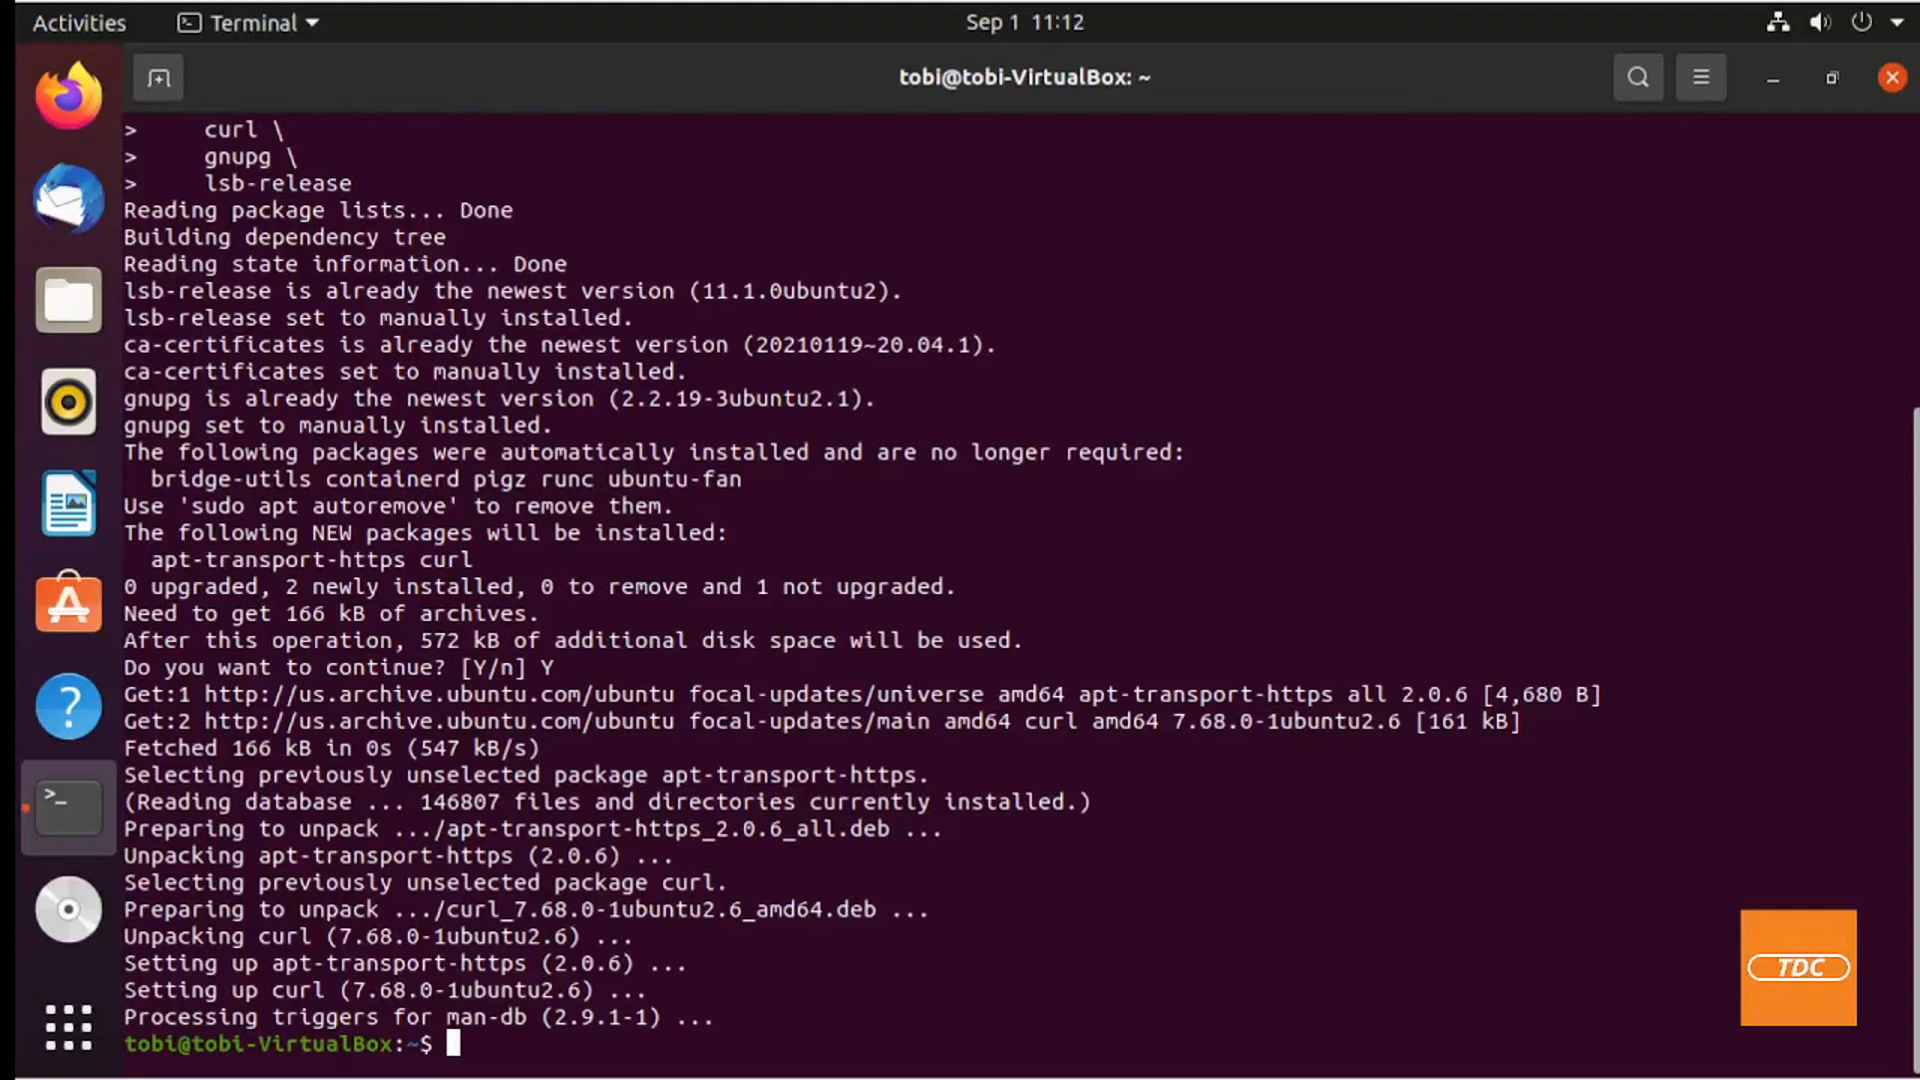 Activities
Terminal
Sep 1 11:12
tobi@tobi-VirtualBox: ~
> curl \
> gnupg \
> lsb-release
Reading package lists... Done
Building dependency tree
Reading state information... Done
lsb-release is already the newest version (11.1.0ubuntu2).
lsb-release set to manually installed.
ca-certificates is already the newest version (20210119~20.04.1).
ca-certificates set to manually installed.
gnupg is already the newest version (2.2.19-3ubuntu2.1).
gnupg set to manually installed.
The following packages were automatically installed and are no longer required:
bridge-utils containerd pigz runc ubuntu-fan
Use 'sudo apt autoremove' to remove them.
The following NEW packages will be installed:
apt-transport-https curl
0 upgraded, 2 newly installed, 0 to remove and 1 not upgraded.
Need to get 166 kB of archives.
After this operation, 572 kB of additional disk space will be used.
Do you want to continue? [Y/n] Y
Get:1 http://us.archive.ubuntu.com/ubuntu focal-updates/universe amd64 apt-transport-https all 2.0.6 [4,680 B]
Get:2 http://us.archive.ubuntu.com/ubuntu focal-updates/main amd64 curl amd64 7.68.0-1ubuntu2.6 [161 kB]
Fetched 166 kB in 0s (547 kB/s)
Selecting previously unselected package apt-transport-https.
(Reading database ... 146807 files and directories currently installed.)
Preparing to unpack .../apt-transport-https_2.0.6_all.deb ...
Unpacking apt-transport-https (2.0.6) ...
Selecting previously unselected package curl.
Preparing to unpack .../curl_7.68.0-1ubuntu2.6_amd64.deb ...
Unpacking curl (7.68.0-1ubuntu2.6) ...
Setting up apt-transport-https (2.0.6) ...
Setting up curl (7.68.0-1ubuntu2.6) ...
Processing triggers for man-db (2.9.1-1) ...
tobi@tobi-VirtualBox:~$
TDC